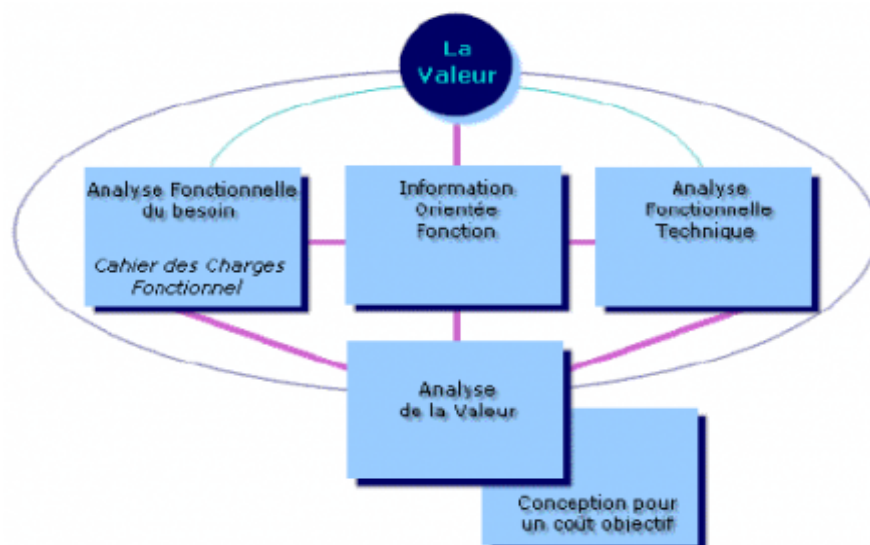 La
Valeur
Analyse Fonctionnelle
du besoin
Cahier des Charges
Fonctionnel
Information
Orientée
Fonction
Analyse
Fonctionnelle
Technique
Analyse
de la Valeur
Conception pour
un coût objectif